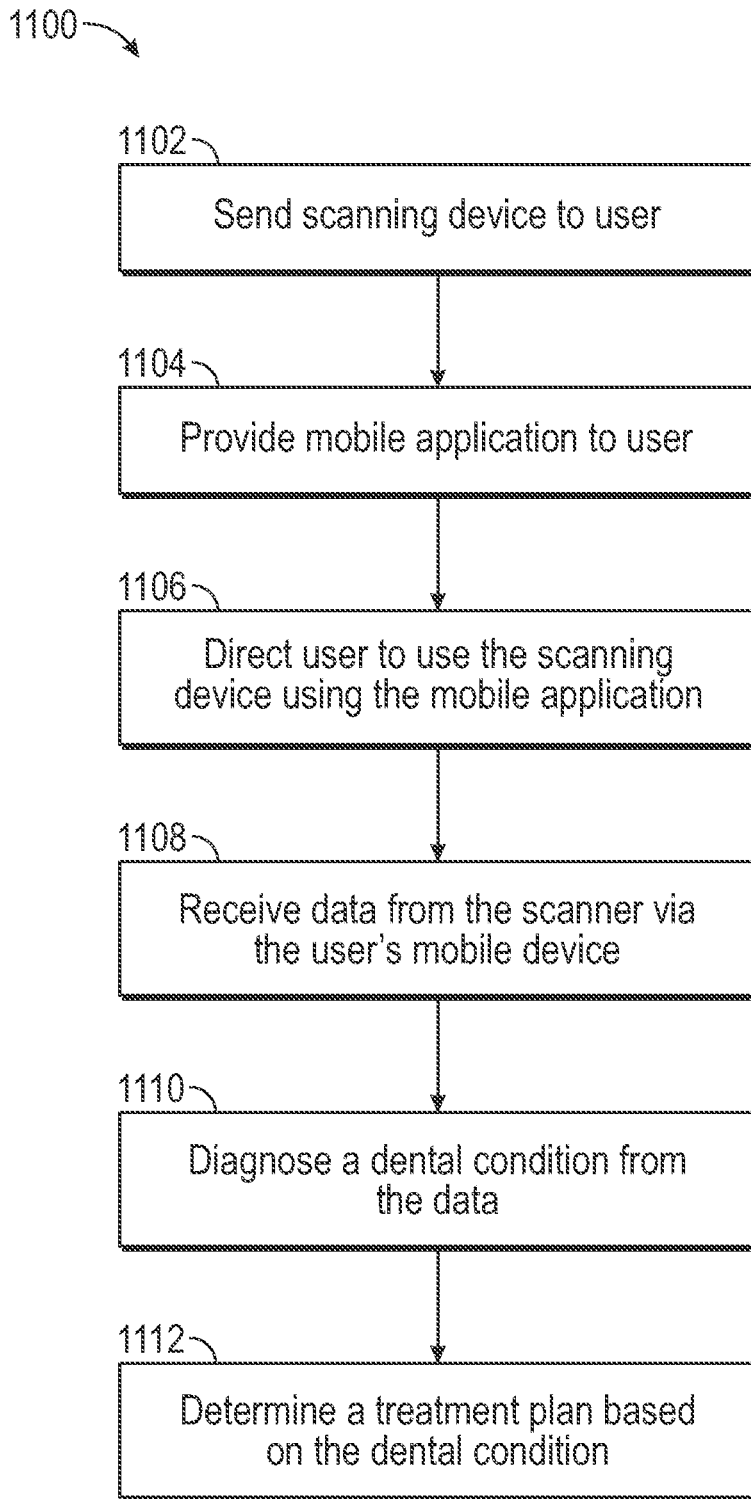 1100
1102
Send scanning device to user
1104
Provide mobile application to user
1106
Direct user to use the scanning
device using the mobile application
1108
Receive data from the scanner via
the user's mobile device
1110
Diagnose a dental condition from
the data
1112
Determine a treatment plan based
on the dental condition